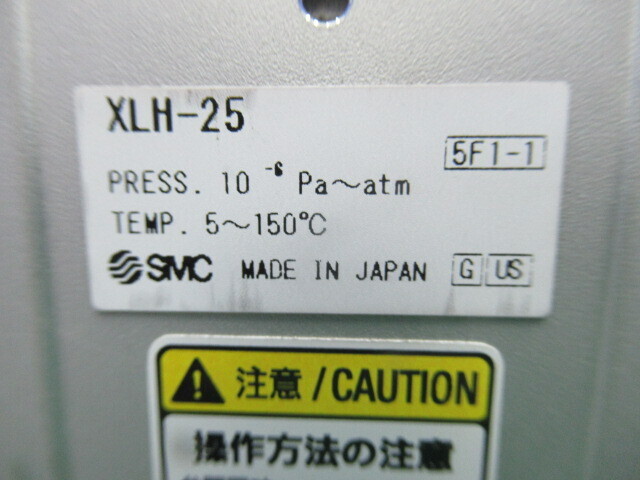 XLH-25
5F1-1
PRESS. 10⁻⁶ Pa～atm
TEMP. 5～150℃
SMC MADE IN JAPAN G US
注意/CAUTION
操作方法の注意